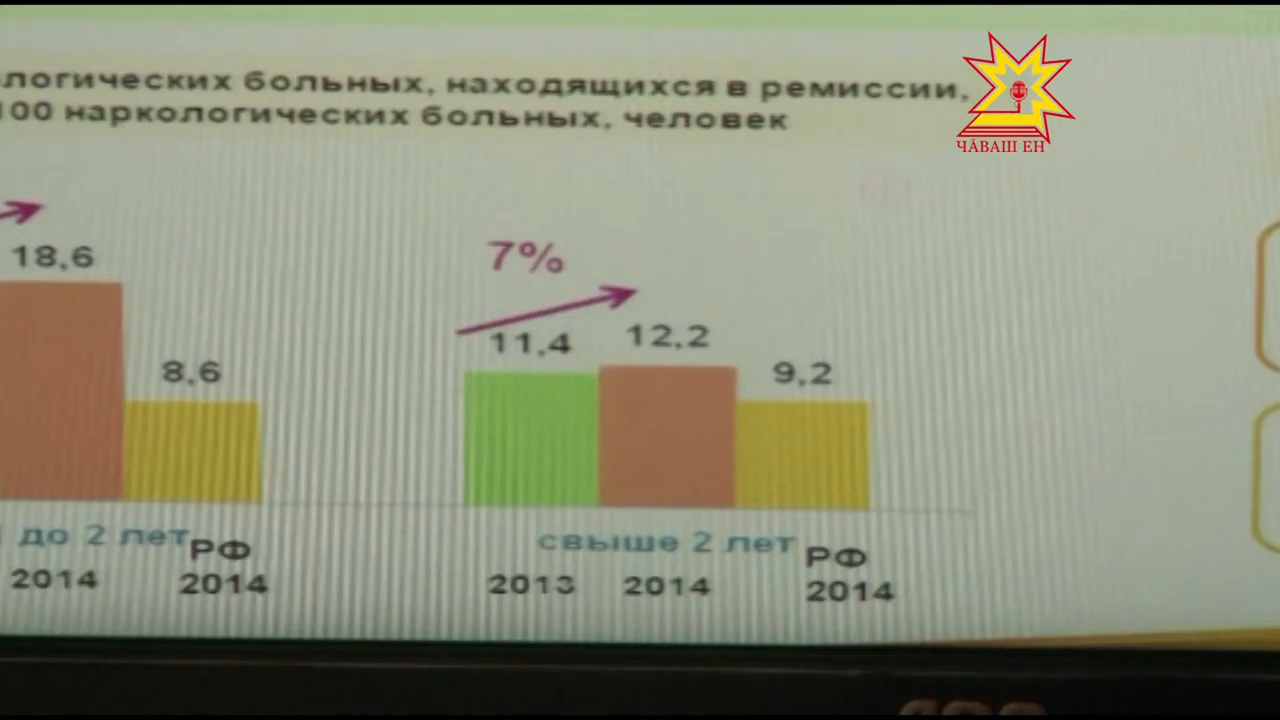 логических больных, находящихся в ремиссии,
100 наркологических больных, человек
ЧӐВАШ ЕН
7%
18,6
8,6
11,4
12,2
9,2
до 2 лет
свыше 2 лет
РФ
РФ
2014
2014
2013
2014
2014